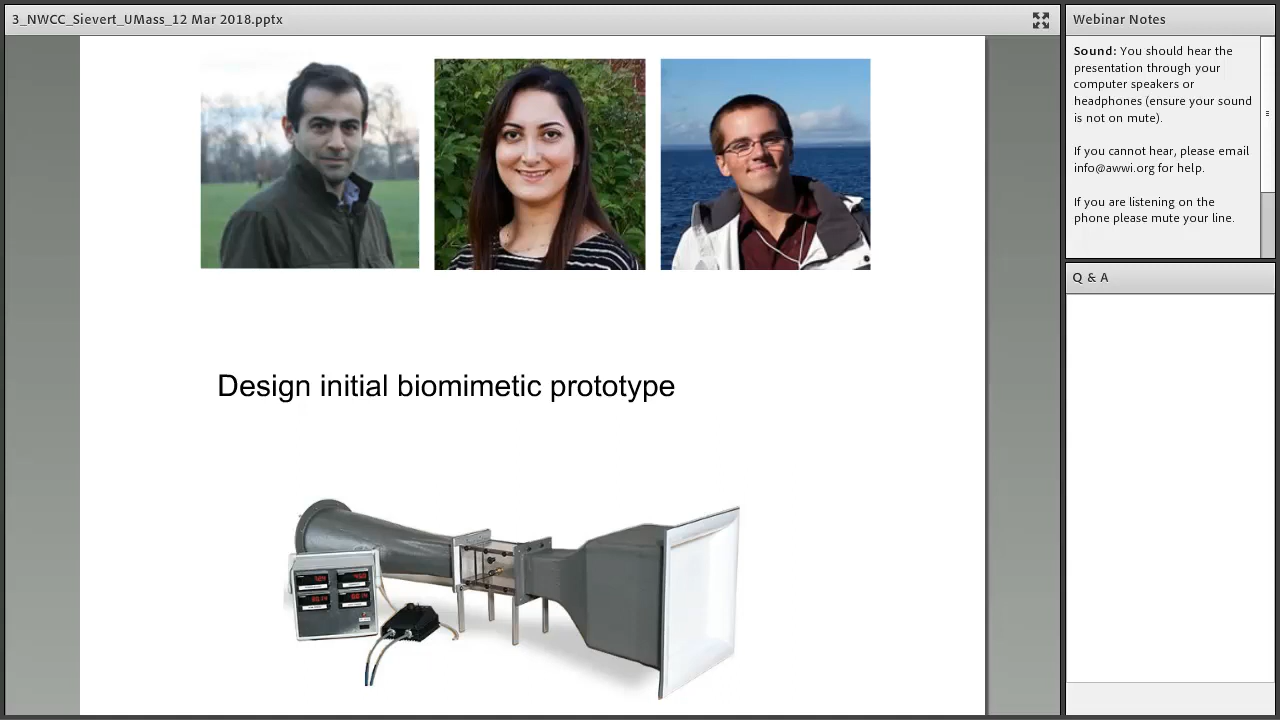 3_NWCC_Sievert_UMass_12 Mar 2018.pptx
Design initial biomimetic prototype
Webinar Notes
Sound: You should hear the
presentation through your
computer speakers or
headphones (ensure your sound
is not on mute).
If you cannot hear, please email
info@awwi.org for help.
If you are listening on the
phone please mute your line.
Q & A